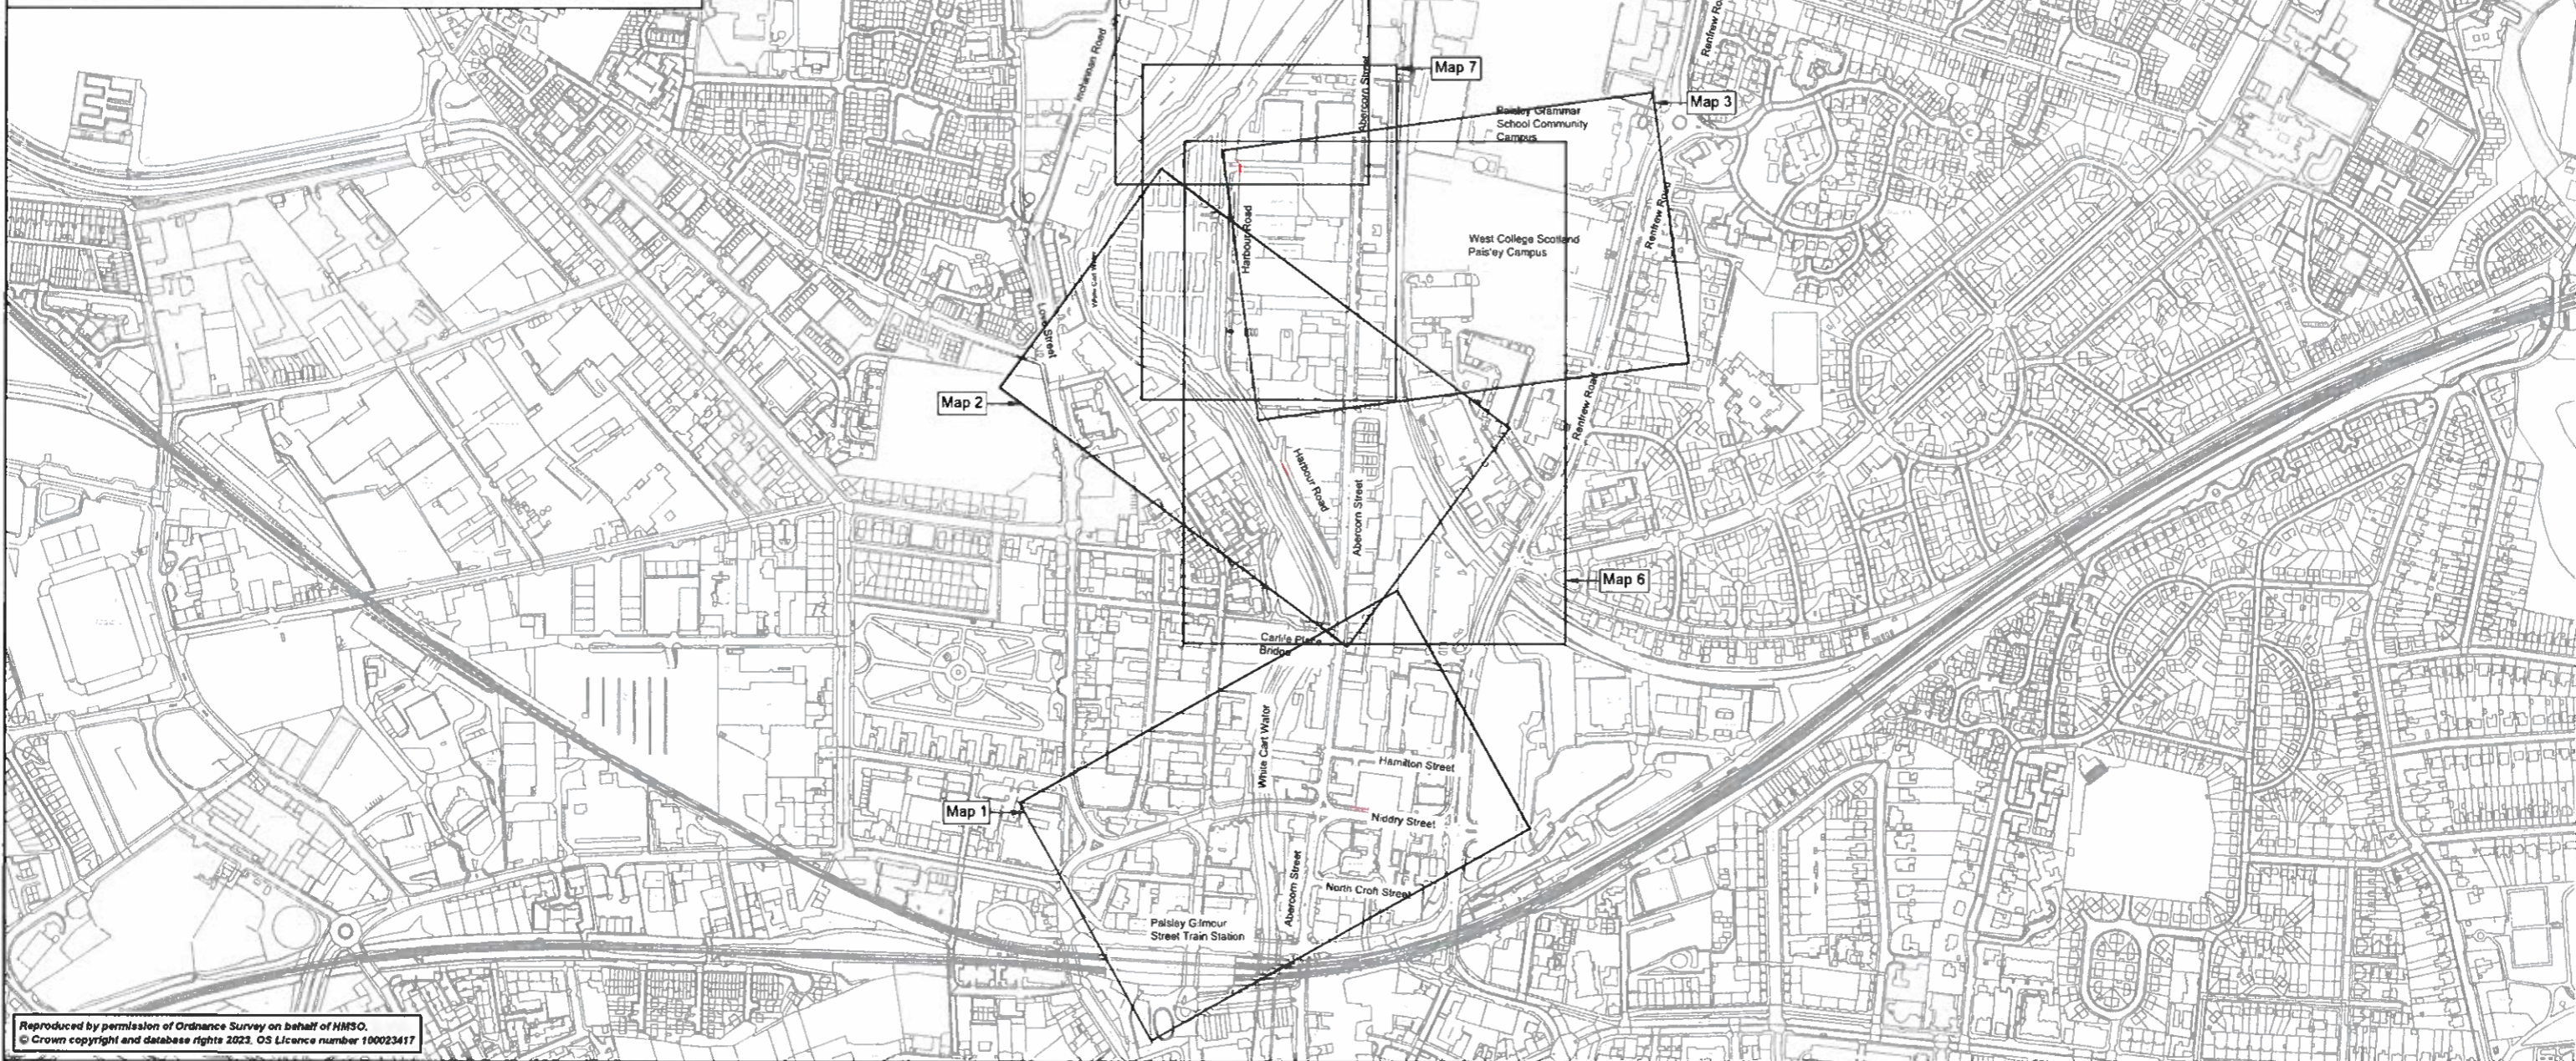 Inchinnan Road
Renfrew Ro
Abercorn Street
Map 7
Map 3
Paisley Grammar
School Community
Campus
Harbour Road
Renfrew Road
West College Scotland
Paisley Campus
White Cart Water
Love Street
Map 2
Renfrew Road
Harbour Road
Abercorn Street
Map 6
Carlile Place
Bridge
White Cart Water
Hamilton Street
Map 1
Niddry Street
Abercorn Street
North Croft Street
Paisley Gilmour
Street Train Station
Reproduced by permission of Ordnance Survey on behalf of HMSO.
© Crown copyright and database rights 2023. OS Licence number 100023417